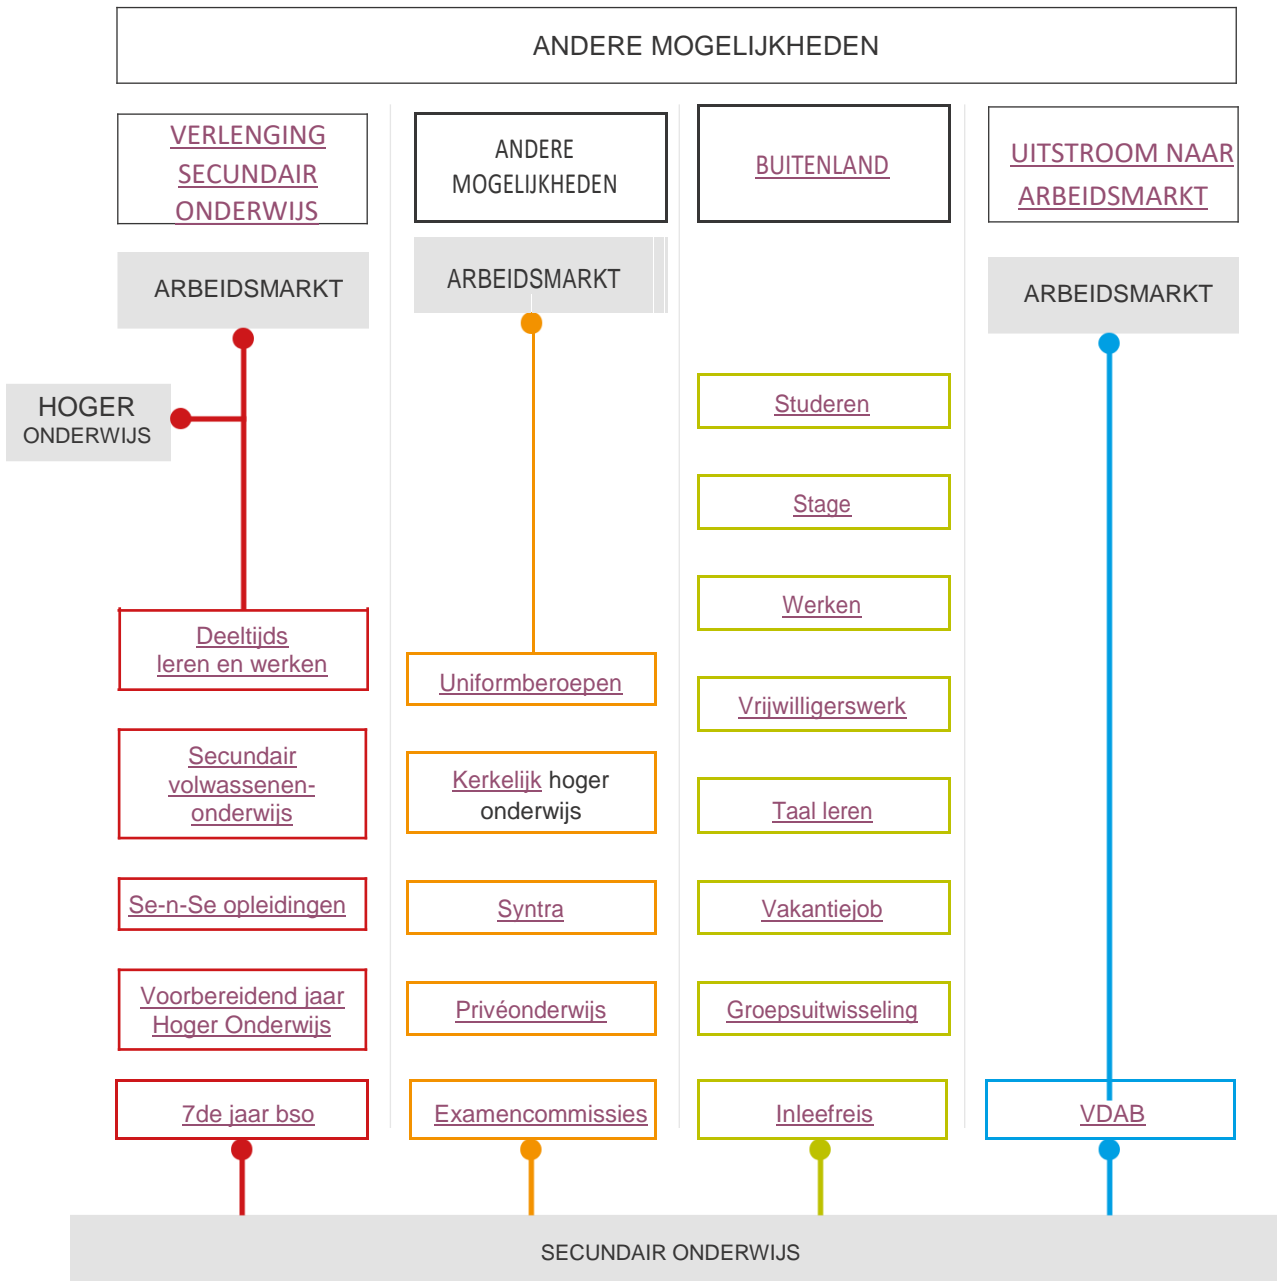 ANDERE MOGELIJKHEDEN
VERLENGING
SECUNDAIR
ONDERWIJS
ARBEIDSMARKT
HOGER
ONDERWIJS
Deeltijds
leren en werken
Secundair
volwassenen-
onderwijs
Se-n-Se opleidingen
Voorbereidend jaar
Hoger Onderwijs
7de jaar bso
ANDERE
MOGELIJKHEDEN
ARBEIDSMARKT
Uniformberoepen
Kerkelijk hoger
onderwijs
Syntra
Privéonderwijs
Examencommissies
BUITENLAND
Studeren
Stage
Werken
Vrijwilligerswerk
Taal leren
Vakantiejob
Groepsuitwisseling
Inleefreis
UITSTROOM NAAR
ARBEIDSMARKT
ARBEIDSMARKT
VDAB
SECUNDAIR ONDERWIJS